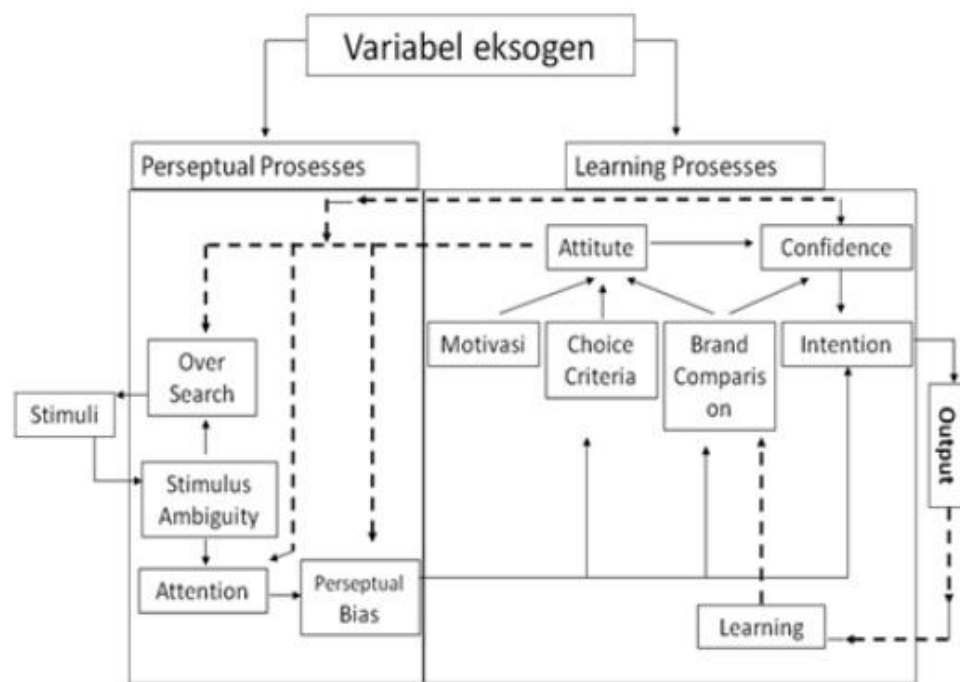 Variabel eksogen
Perseptual Prosesses
Learning Prosesses
Attitute
Confidence
Motivasi
Choice
Criteria
Brand
Comparis
on
Intention
Over
Search
Stimuli
Stimulus
Ambiguity
Attention
Perseptual
Bias
Learning
Output